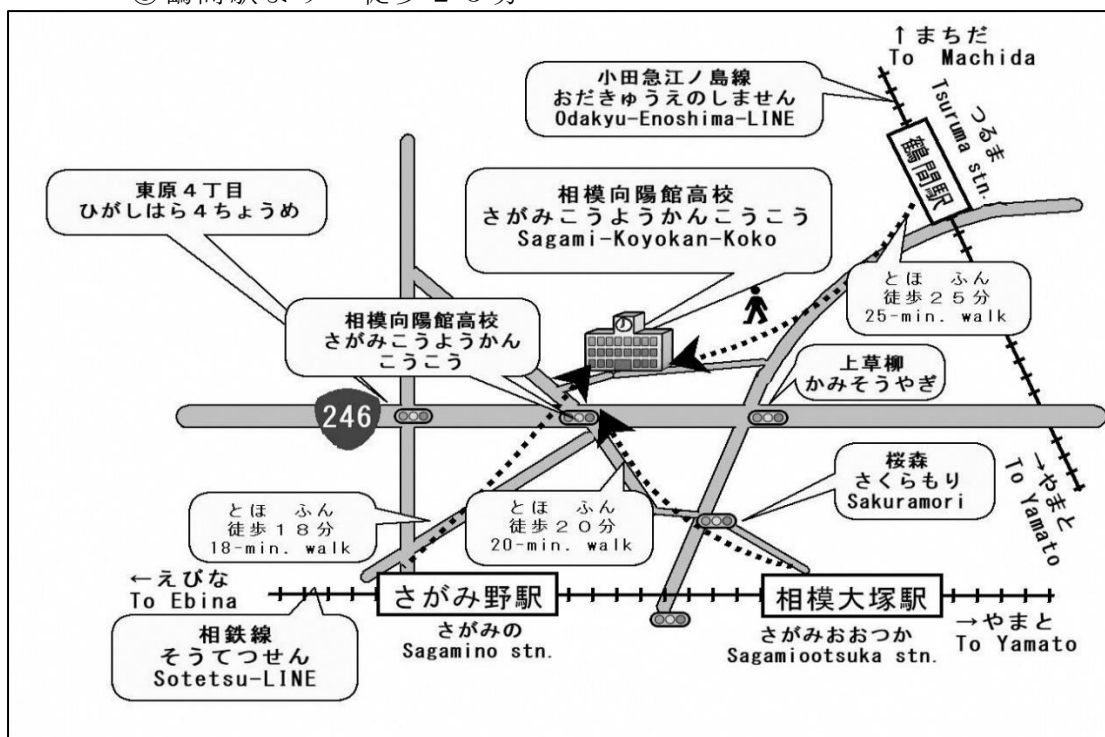 ↑まちだ
To Machida
小田急江ノ島線
おだきゅうえのしません
Odakyu-Enoshima-LINE
つるま
Tsuruma stn.
鶴間駅
東原4丁目
ひがしはら4ちょうめ
相模向陽館高校
さがみこうようかんこうこう
Sagami-Koyokan-Koko
とほ ふん
徒歩25分
25-min. walk
相模向陽館高校
さがみこうようかん
こうこう
上草柳
かみそうやぎ
246
桜森
さくらもり
Sakuramori
→やまと
To Yamato
とほ ふん
徒歩18分
18-min. walk
とほ ふん
徒歩20分
20-min. walk
←えびな
To Ebina
さがみ野駅
さがみの
Sagamino stn.
相模大塚駅
さがみおおつか
Sagamiootsuka stn.
→やまと
To Yamato
相鉄線
そうてつせん
Sotetsu-LINE